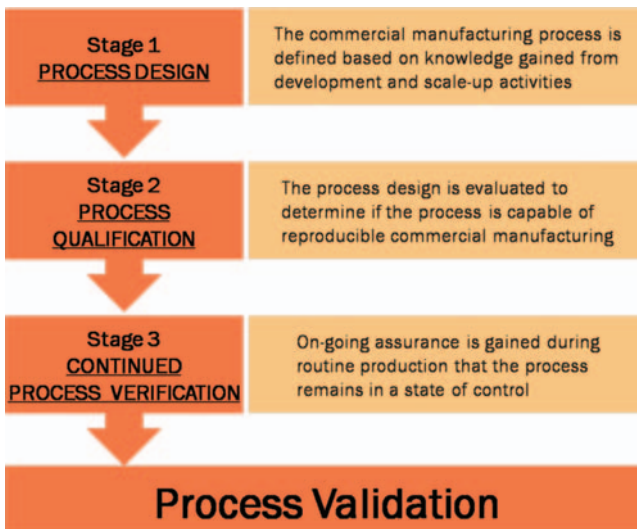 Stage 1
PROCESS DESIGN
The commercial manufacturing process is
defined based on knowledge gained from
development and scale-up activities
Stage 2
PROCESS
QUALIFICATION
The process design is evaluated to
determine if the process is capable of
reproducible commercial manufacturing
Stage 3
CONTINUED
PROCESS VERIFICATION
On-going assurance is gained during
routine production that the process
remains in a state of control
Process Validation